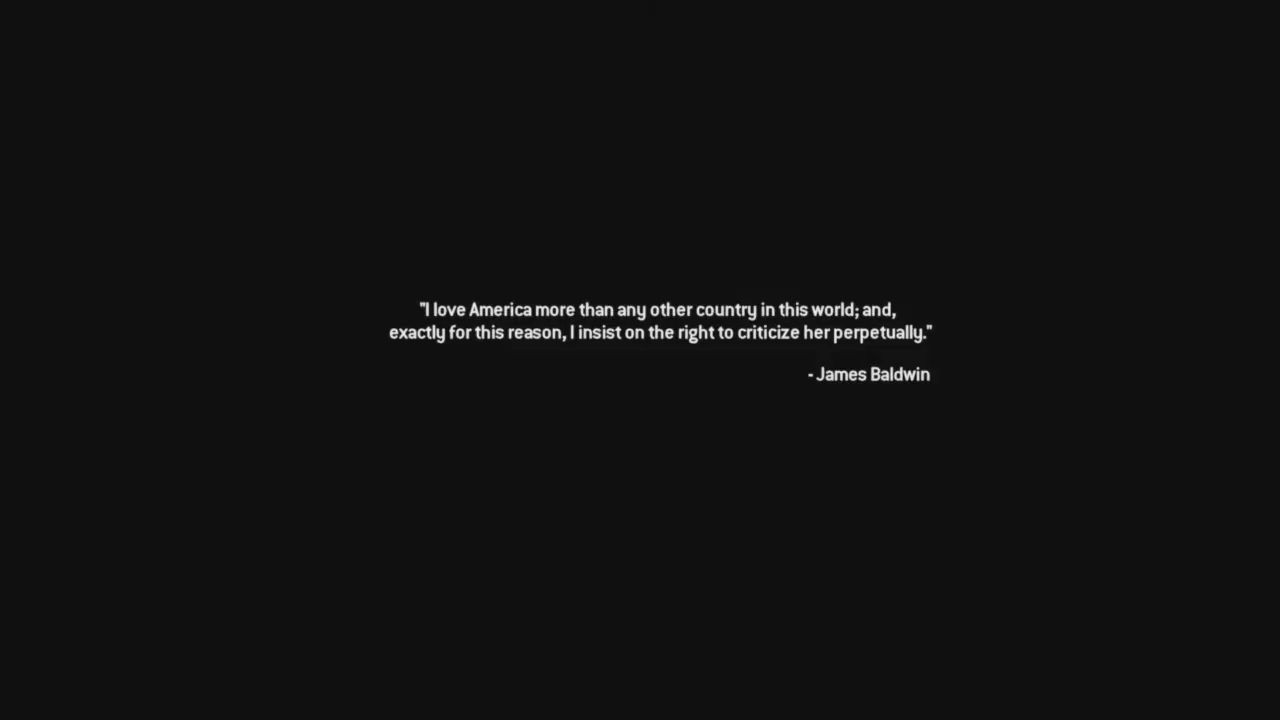 "I love America more than any other country in this world; and,
exactly for this reason, I insist on the right to criticize her perpetually."
- James Baldwin